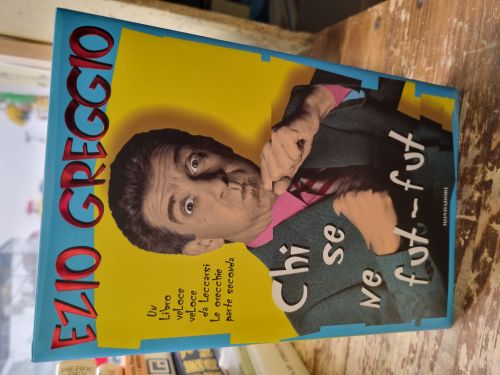 EZIO GREGGIO
Un
Libro
veloce
veloce
da Leccarsi
Le orecchie
parte seconda
Chi
se
ne
fut-fut
MONDADORI